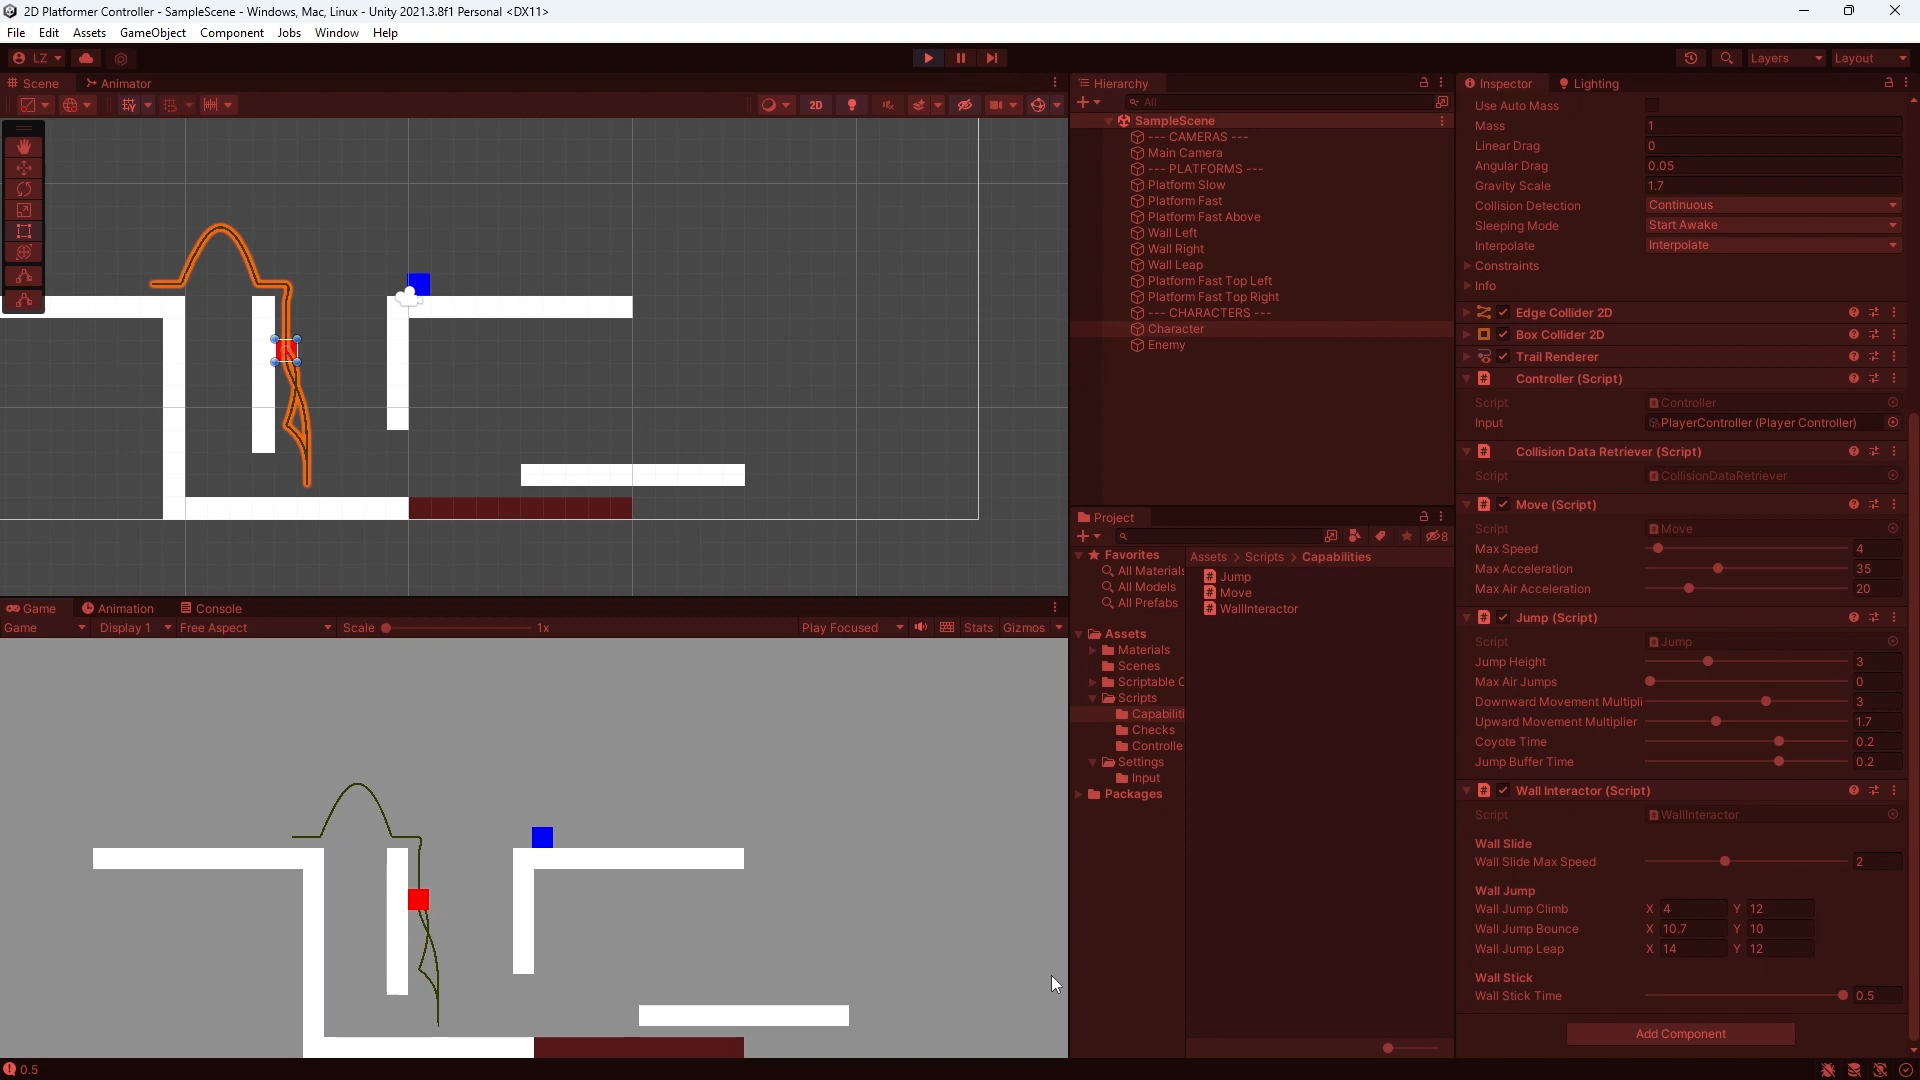 2D Platformer Controller - SampleScene - Windows, Mac, Linux - Unity 2021.3.8f1 Personal <DX11>
File Edit Assets GameObject Component Jobs Window Help
LZ Layers Layout
Scene Animator
2D
Hierarchy
All
SampleScene
--- CAMERAS ---
Main Camera
--- PLATFORMS ---
Platform Slow
Platform Fast
Platform Fast Above
Wall Left
Wall Right
Wall Leap
Platform Fast Top Left
Platform Fast Top Right
--- CHARACTERS ---
Character
Enemy
Game Animation Console
Game Display 1 Free Aspect Scale 1x Play Focused Stats Gizmos
Project
8
Favorites
All Materials
All Models
All Prefabs
Assets
Materials
Scenes
Scriptable C
Scripts
Capabiliti
Checks
Controlle
Settings
Input
Packages
Assets > Scripts > Capabilities
Jump
Move
WallInteractor
Inspector Lighting
Use Auto Mass
Mass 1
Linear Drag 0
Angular Drag 0.05
Gravity Scale 1.7
Collision Detection Continuous
Sleeping Mode Start Awake
Interpolate Interpolate
Constraints
Info
Edge Collider 2D
Box Collider 2D
Trail Renderer
Controller (Script)
Script Controller
Input PlayerController (Player Controller)
Collision Data Retriever (Script)
Script CollisionDataRetriever
Move (Script)
Script Move
Max Speed 4
Max Acceleration 35
Max Air Acceleration 20
Jump (Script)
Script Jump
Jump Height 3
Max Air Jumps 0
Downward Movement Multipli 3
Upward Movement Multiplier 1.7
Coyote Time 0.2
Jump Buffer Time 0.2
Wall Interactor (Script)
Script WallInteractor
Wall Slide
Wall Slide Max Speed 2
Wall Jump
Wall Jump Climb X 4 Y 12
Wall Jump Bounce X 10.7 Y 10
Wall Jump Leap X 14 Y 12
Wall Stick
Wall Stick Time 0.5
Add Component
0.5